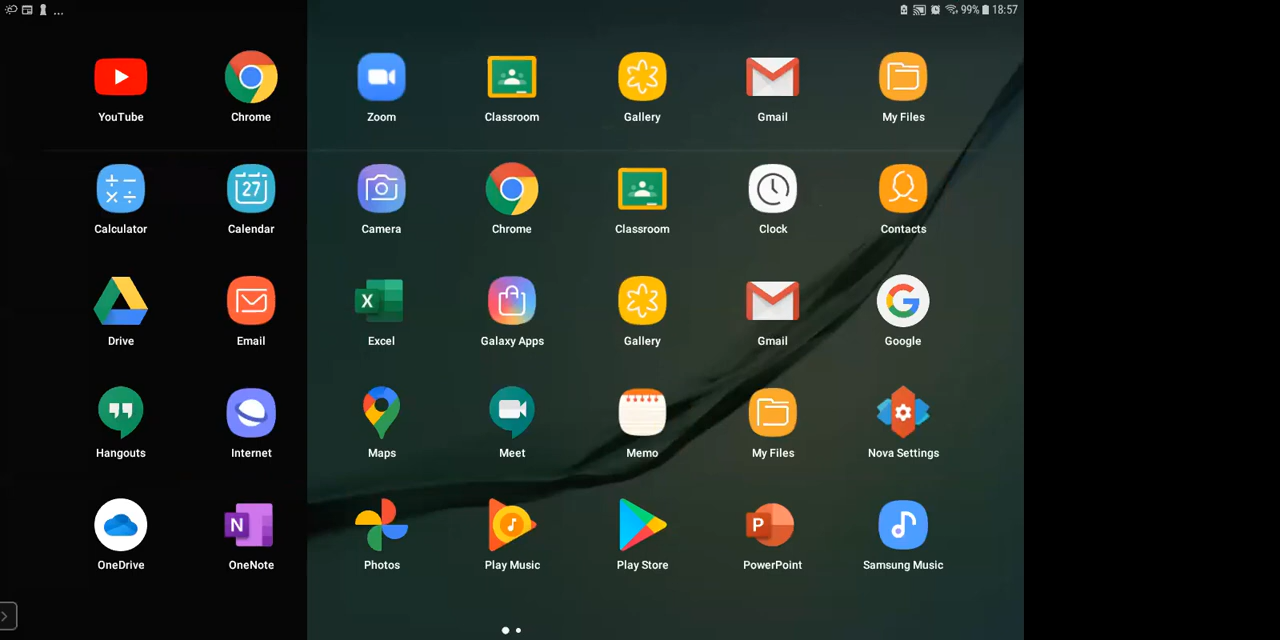 ... 99% 18:57
YouTube Chrome Zoom Classroom Gallery Gmail My Files
27
Calculator Calendar Camera Chrome Classroom Clock Contacts
X G
Drive Email Excel Galaxy Apps Gallery Gmail Google
Hangouts Internet Maps Meet Memo My Files Nova Settings
N P
OneDrive OneNote Photos Play Music Play Store PowerPoint Samsung Music